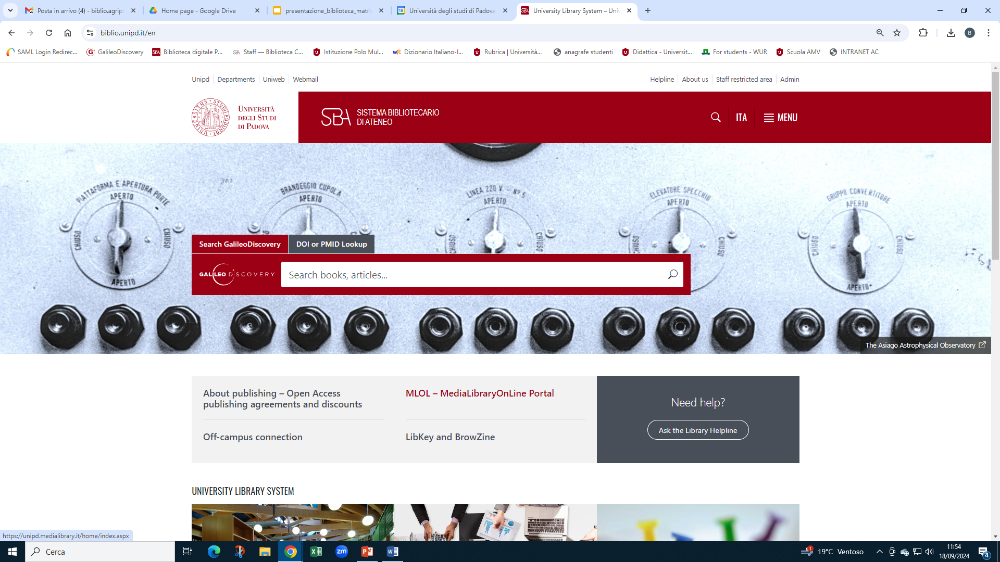 Posta in arrivo (4) - biblio.agripo
Home page - Google Drive
presentazione_biblioteca_matri
Università degli studi di Padova
University Library System – Univ
biblio.unipd.it/en
B
SAML Login Redirec...
GalileoDiscovery
Biblioteca digitale P...
Staff — Biblioteca C...
Istituzione Polo Mul...
Dizionario Italiano-I...
Rubrica | Università...
anagrafe studenti
Didattica - Universit...
For students - WUR
Scuola AMV
INTRANET AC
Unipd Departments Uniweb Webmail
Helpline About us Staff restricted area Admin
UNIVERSITÀ
DEGLI STUDI
DI PADOVA
SBA SISTEMA BIBLIOTECARIO
DI ATENEO
ITA
MENU
PIATTAFORMA E APERTURA PORTE
APERTO
CHIUSO
CHIUSO
APERTO
BRANDEGGIO CUPOLA
APERTO
LINEA 220 V. – Nº 5
APERTO
CHIUSO
CHIUSO
ELEVATORE SPECCHIO
APERTO
CHIUSO
CHIUSO
GRUPPO CONVERTITORE
APERTO
CHIUSO
CHIUSO
APERTO
Search GalileoDiscovery
DOI or PMID Lookup
GALILEO DISCOVERY
Search books, articles...
The Asiago Astrophysical Observatory
About publishing – Open Access
publishing agreements and discounts
MLOL – MediaLibraryOnLine Portal
Off-campus connection
LibKey and BrowZine
Need help?
Ask the Library Helpline
UNIVERSITY LIBRARY SYSTEM
https://unipd.medialibrary.it/home/index.aspx
Cerca
zm
1
19°C Ventoso
11:54
18/09/2024
4